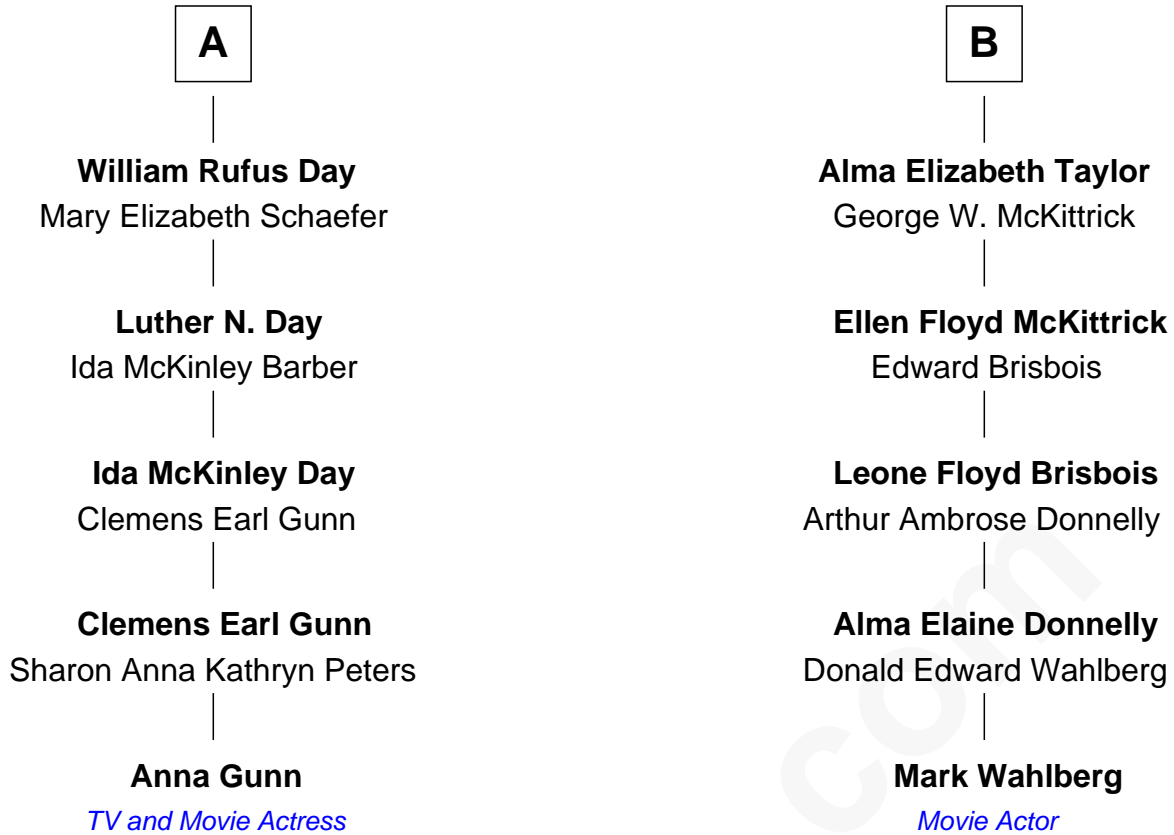 A
William Rufus Day
Mary Elizabeth Schaefer
Luther N. Day
Ida McKinley Barber
Ida McKinley Day
Clemens Earl Gunn
Clemens Earl Gunn
Sharon Anna Kathryn Peters
Anna Gunn
TV and Movie Actress
B
Alma Elizabeth Taylor
George W. McKittrick
Ellen Floyd McKittrick
Edward Brisbois
Leone Floyd Brisbois
Arthur Ambrose Donnelly
Alma Elaine Donnelly
Donald Edward Wahlberg
Mark Wahlberg
Movie Actor
com